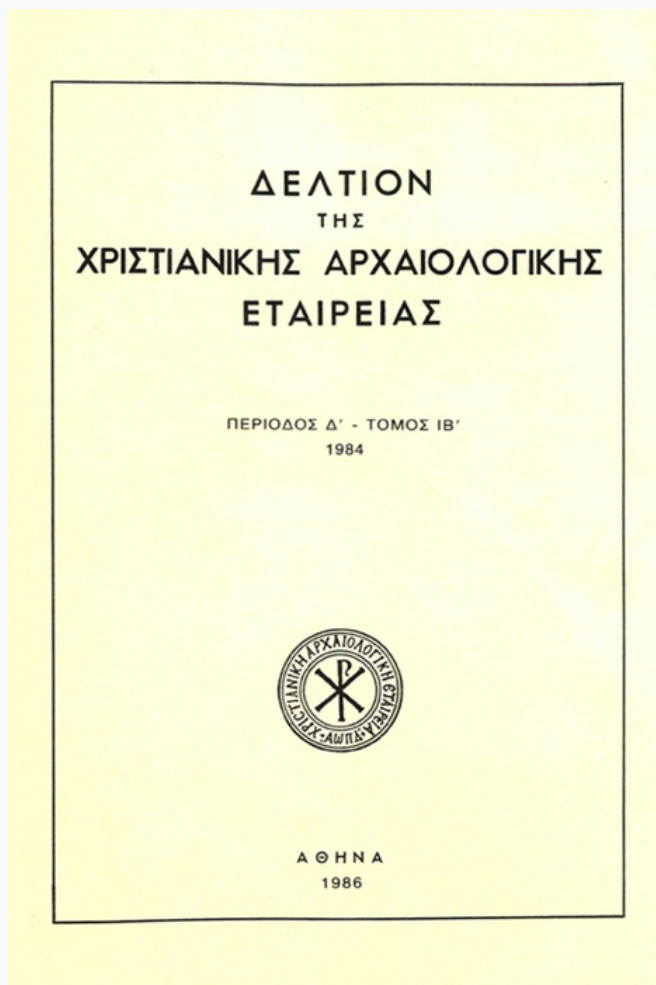 ΔΕΛΤΙΟΝ
ΤΗΣ
ΧΡΙΣΤΙΑΝΙΚΗΣ ΑΡΧΑΙΟΛΟΓΙΚΗΣ
ΕΤΑΙΡΕΙΑΣ
ΠΕΡΙΟΔΟΣ Δ΄ - ΤΟΜΟΣ ΙΒ΄
1984
ΧΡΙϹΤΙΑΝΙΚΗ ΑΡΧΑΙΟΛΟΓΙΚΗ ΕΤΑΙΡΕΙΑ
ΑΩΠΔ
ΑΘΗΝΑ
1986